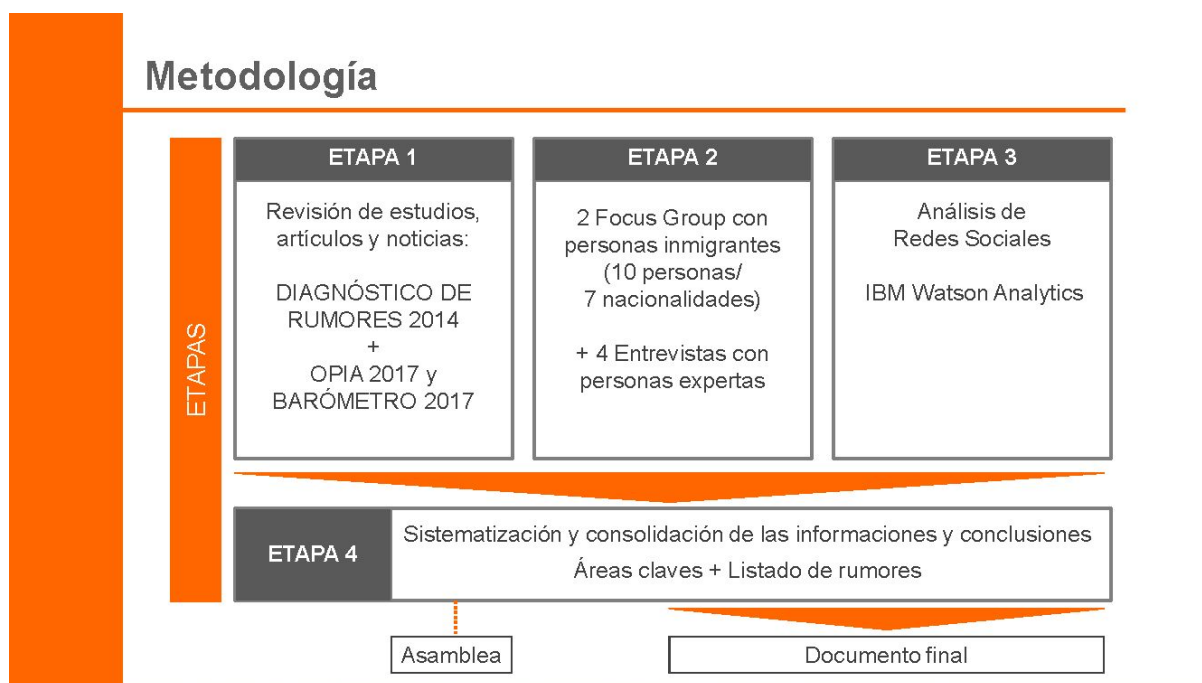 Metodología
ETAPAS
ETAPA 1
Revisión de estudios,
artículos y noticias:
DIAGNÓSTICO DE
RUMORES 2014
+
OPIA 2017 y
BARÓMETRO 2017
ETAPA 2
2 Focus Group con
personas inmigrantes
(10 personas/
7 nacionalidades)
+ 4 Entrevistas con
personas expertas
ETAPA 3
Análisis de
Redes Sociales
IBM Watson Analytics
ETAPA 4
Sistematización y consolidación de las informaciones y conclusiones
Áreas claves + Listado de rumores
Asamblea
Documento final